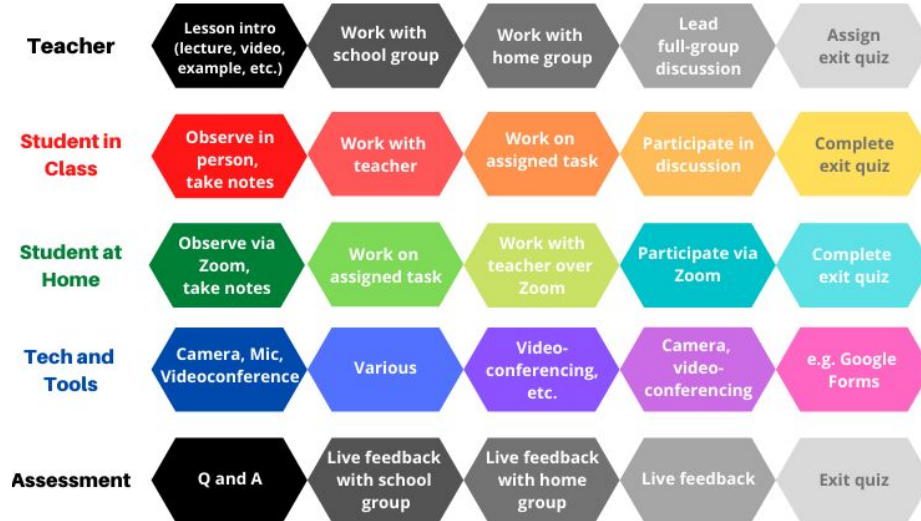 Teacher
Lesson intro
(lecture, video,
example, etc.)
Work with
school group
Work with
home group
Lead
full-group
discussion
Assign
exit quiz
Student in
Class
Observe in
person,
take notes
Work with
teacher
Work on
assigned task
Participate in
discussion
Complete
exit quiz
Student at
Home
Observe via
Zoom,
take notes
Work on
assigned task
Work with
teacher over
Zoom
Participate via
Zoom
Complete
exit quiz
Tech and
Tools
Camera, Mic,
Videoconference
Various
Video-
conferencing,
etc.
Camera,
video-
conferencing
e.g. Google
Forms
Assessment
Q and A
Live feedback
with school
group
Live feedback
with home
group
Live feedback
Exit quiz